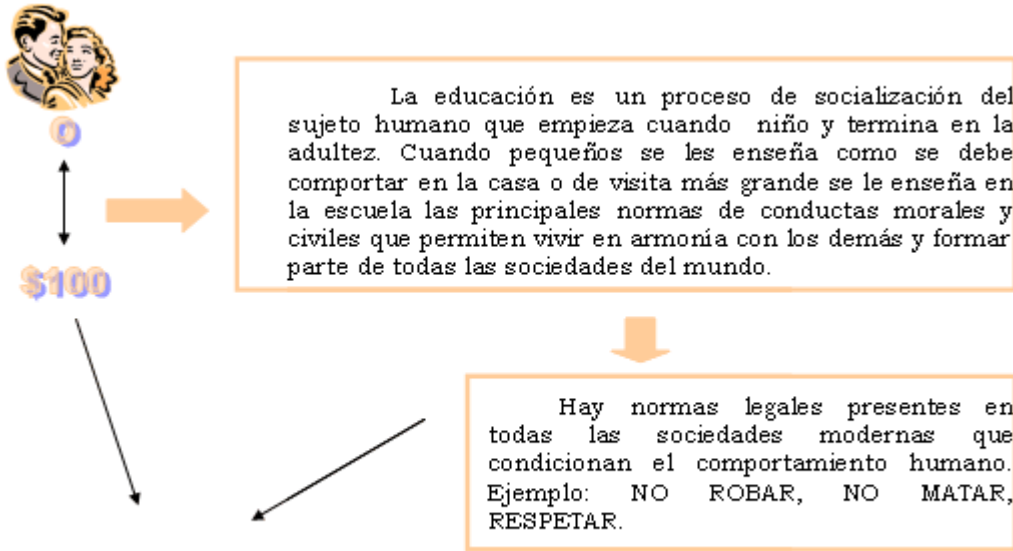 O
$100
La educación es un proceso de socialización del
sujeto humano que empieza cuando niño y termina en la
adultez. Cuando pequeños se les enseña como se debe
comportar en la casa o de visita más grande se le enseña en
la escuela las principales normas de conductas morales y
civiles que permiten vivir en armonía con los demás y formar
parte de todas las sociedades del mundo.
Hay normas legales presentes en
todas las sociedades modernas que
condicionan el comportamiento humano.
Ejemplo: NO ROBAR, NO MATAR,
RESPETAR.